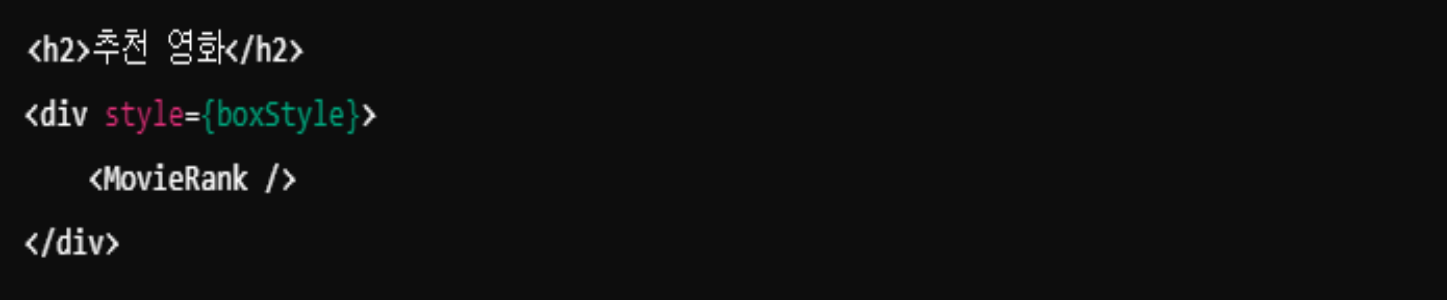 <h2>추천 영화</h2>
<div style={boxStyle}>
    <MovieRank />
</div>